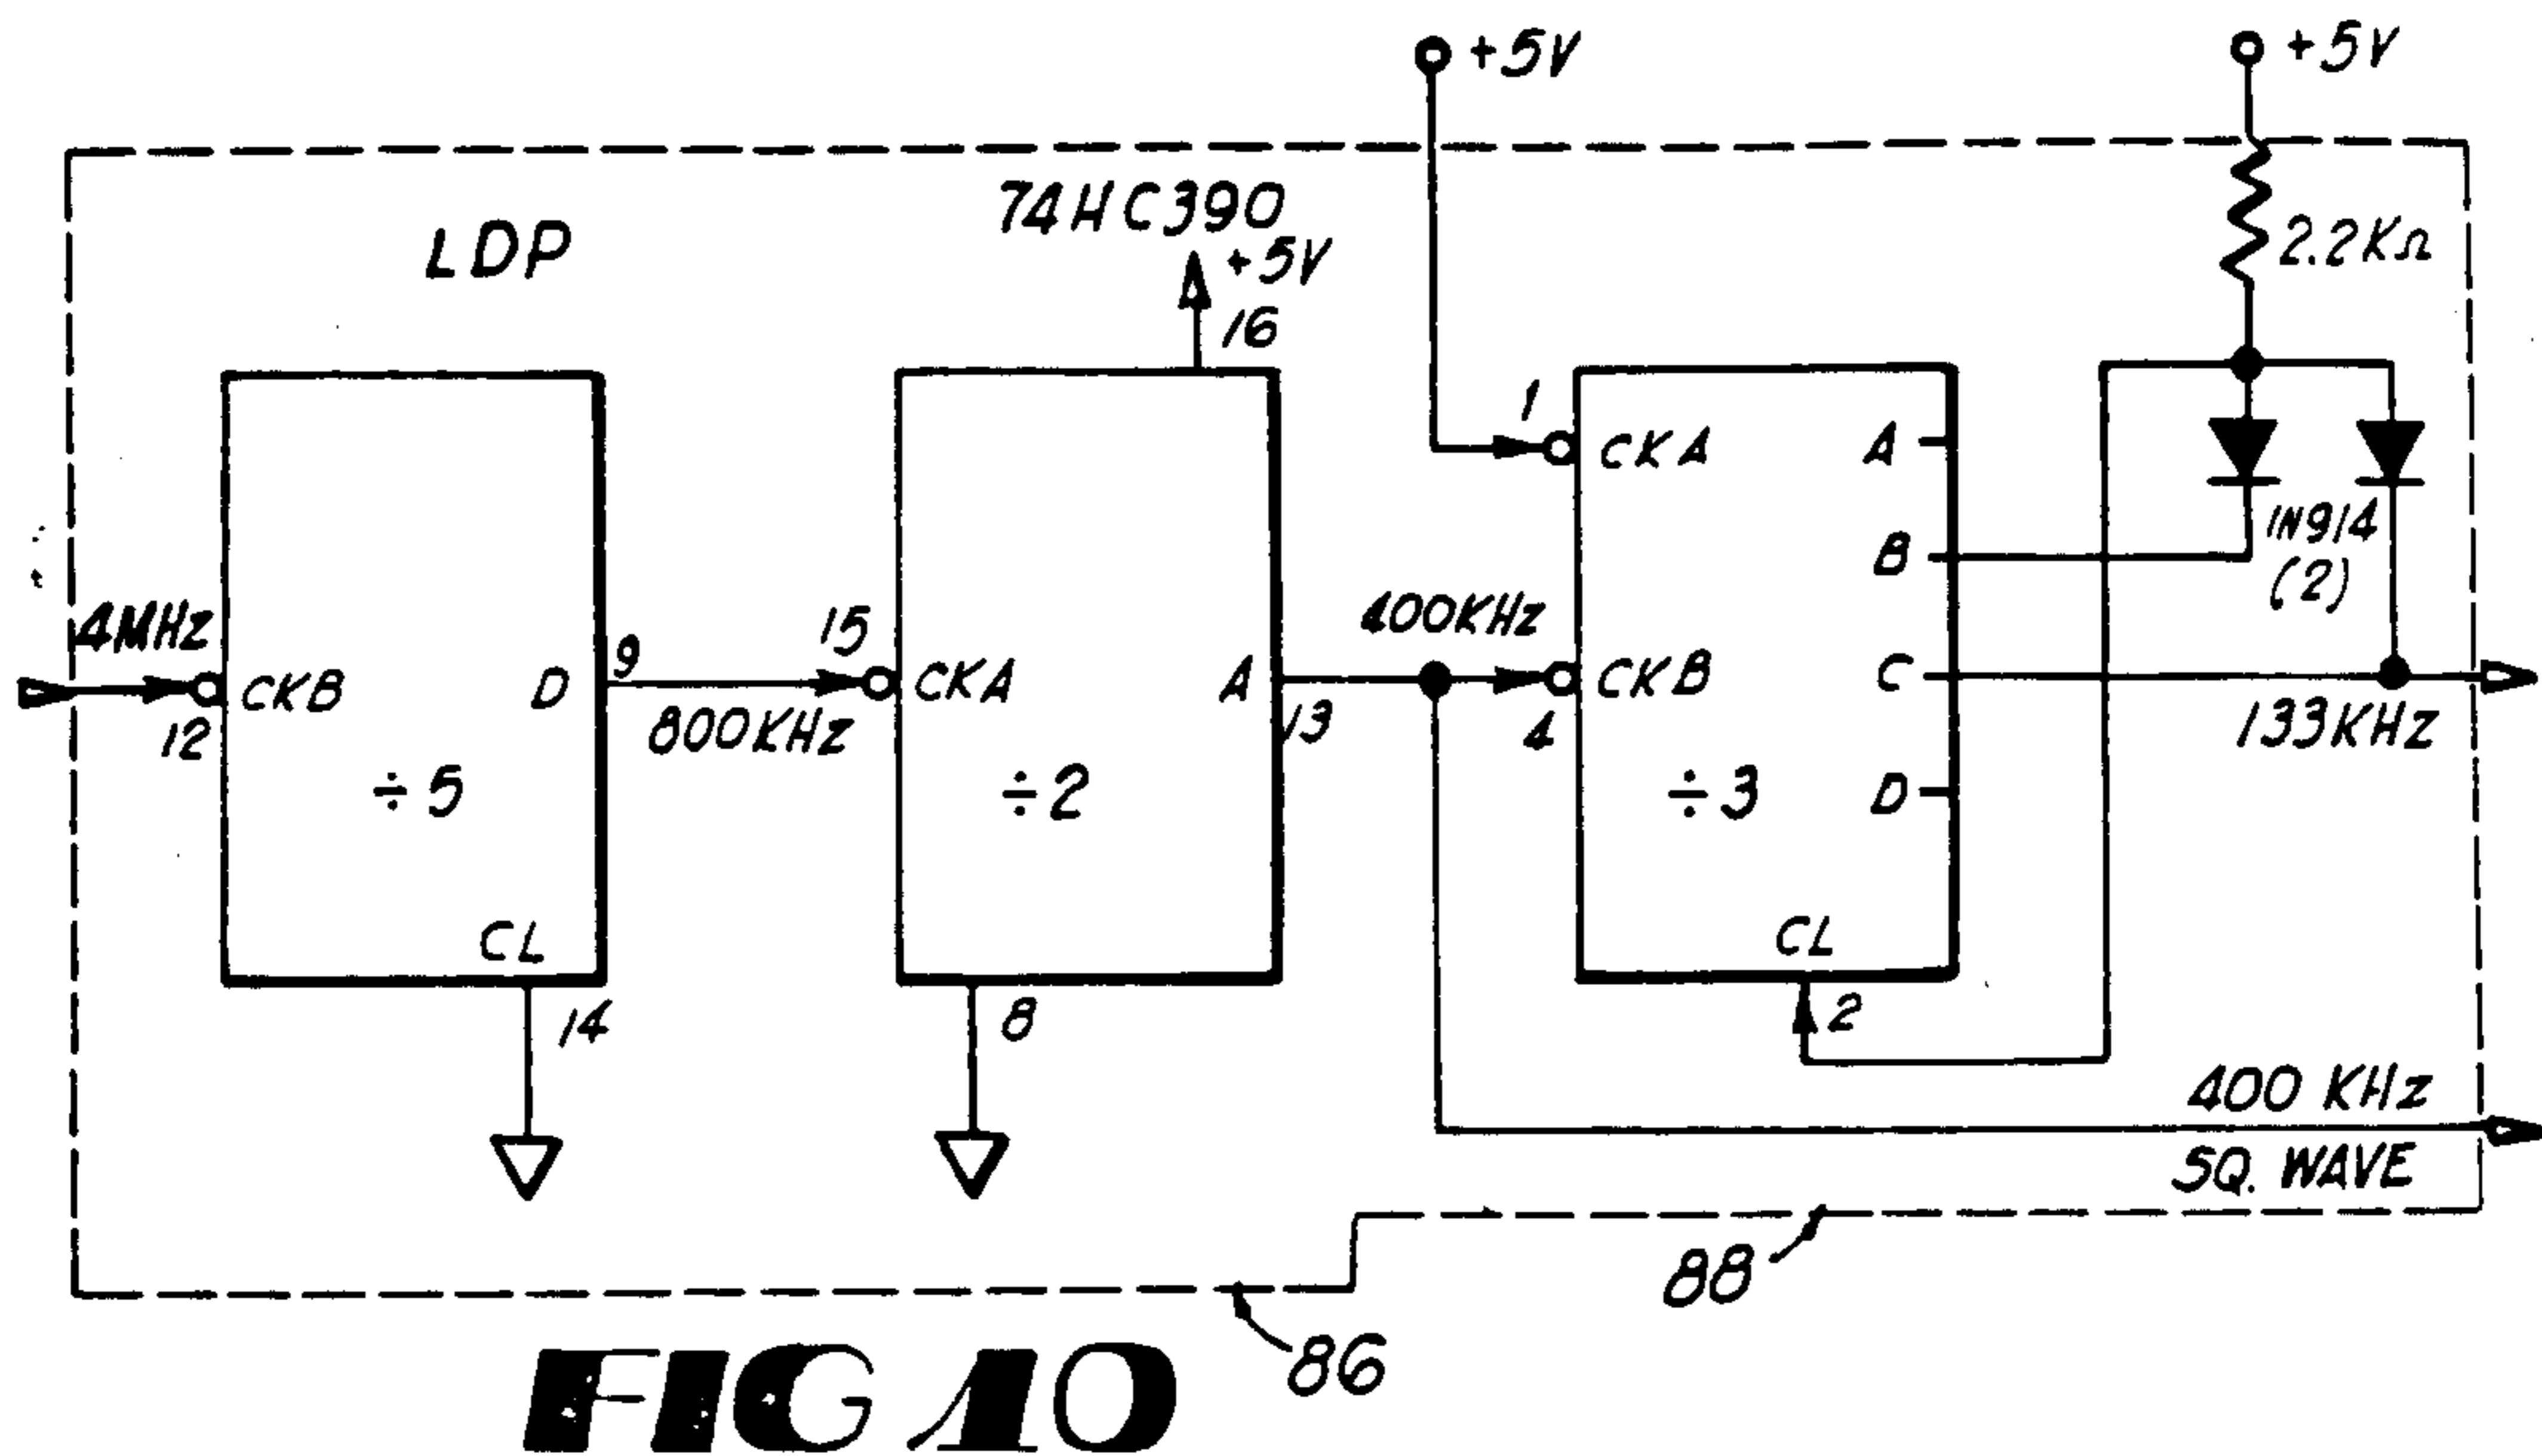 +5V
+5V
74HC390
LDP
+5V
16
2.2KΩ
1
CKA
A
1N914
(2)
B
4MHz
12
CKB
D
9
800KHz
15
CKA
A
13
400KHz
4
CKB
C
133KHz
÷5
÷2
÷3
D
CL
14
8
CL
2
400 KHz
SQ. WAVE
88
86
FIG 10